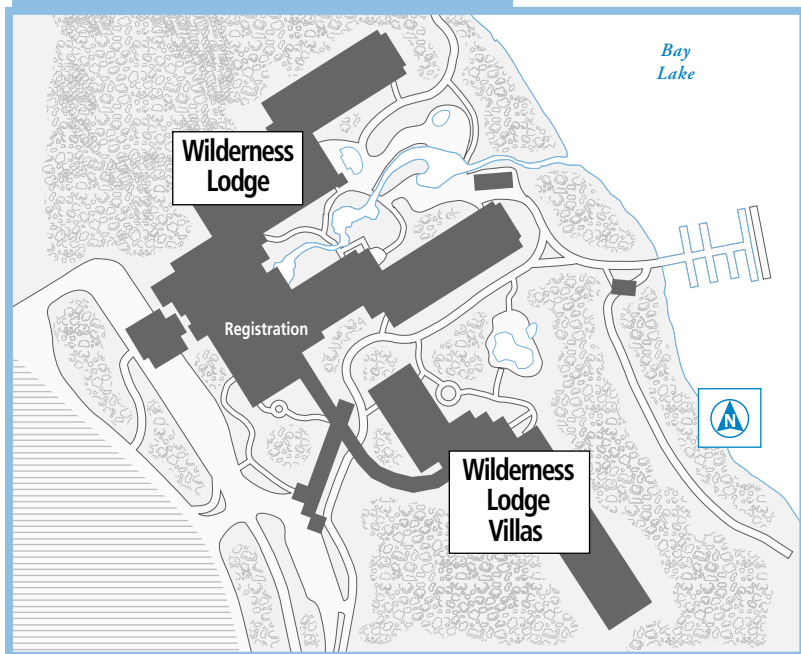 Bay
Lake
Wilderness
Lodge
Registration
N
Wilderness
Lodge
Villas